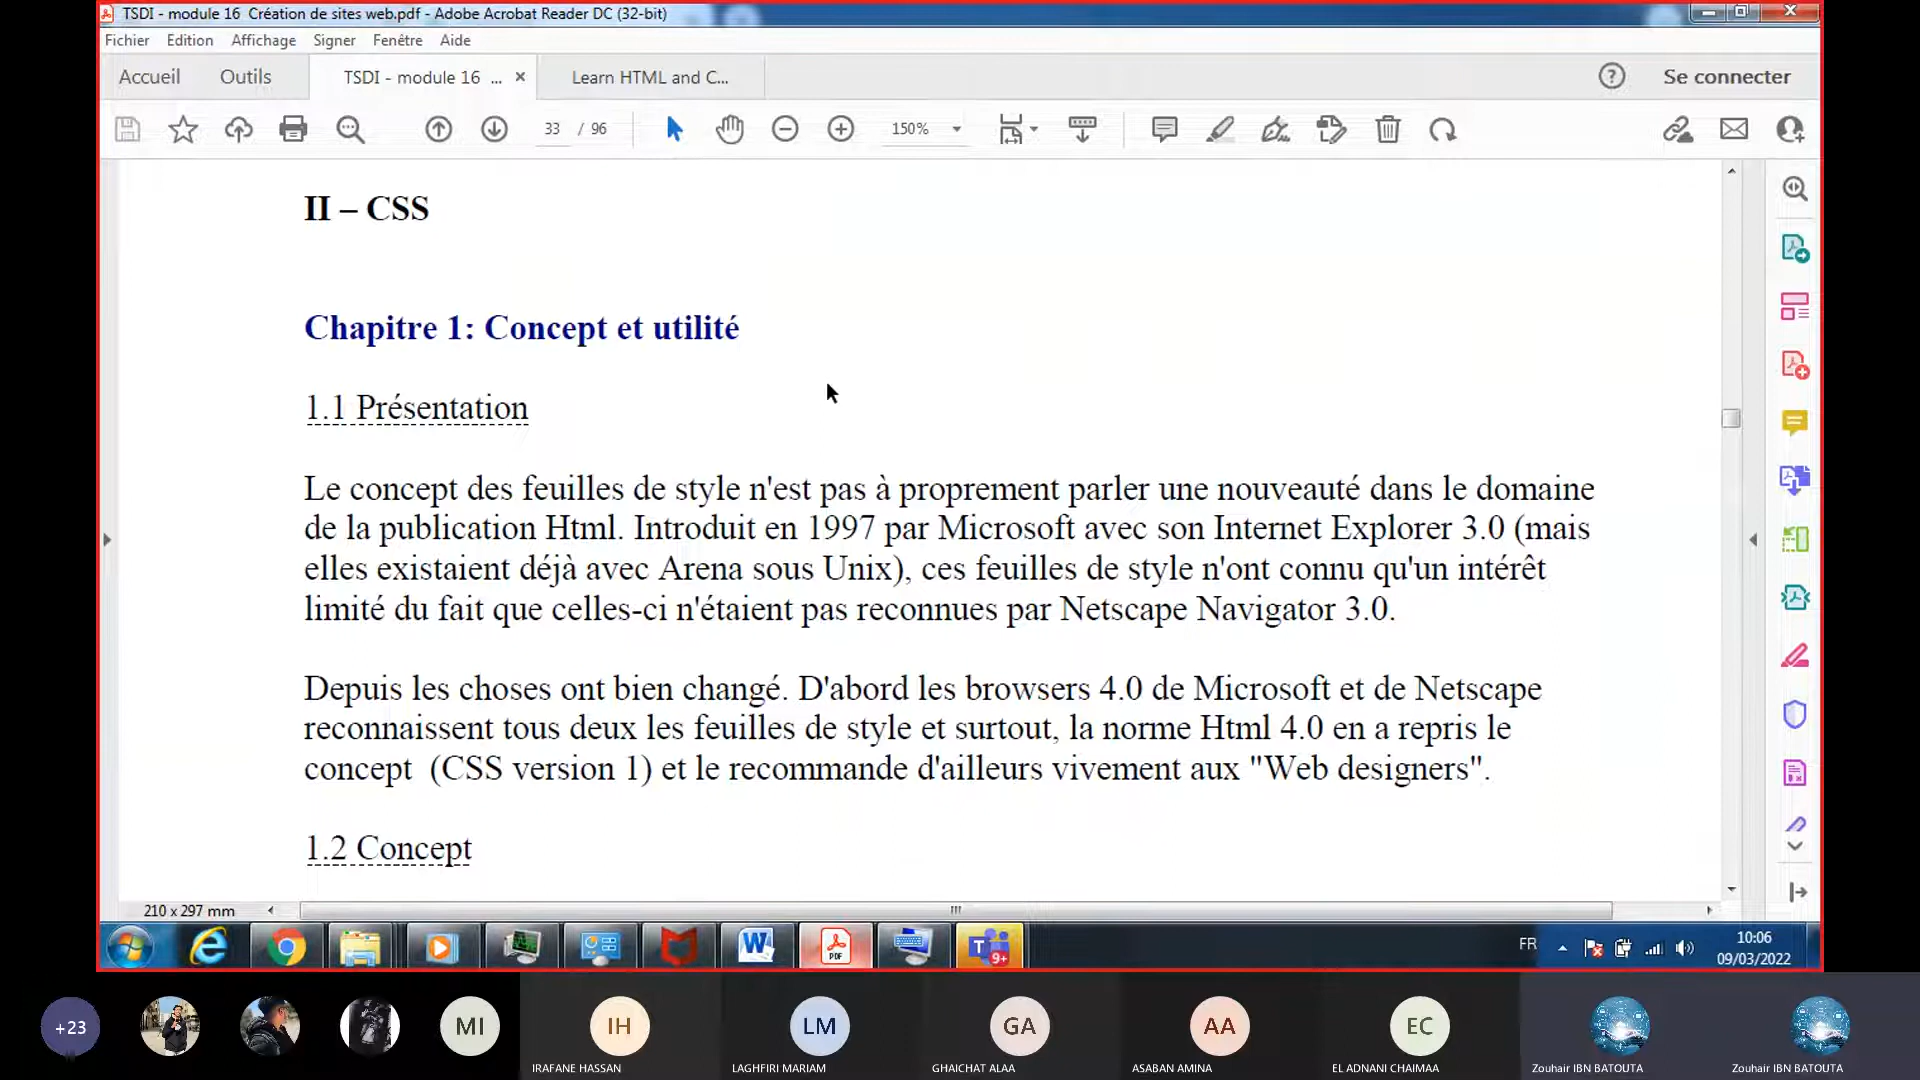 TSDI - module 16  Création de sites web.pdf - Adobe Acrobat Reader DC (32-bit)
Fichier Edition Affichage Signer Fenêtre Aide
Accueil Outils TSDI - module 16 ... × Learn HTML and C... ? Se connecter
33 / 96 150%
II – CSS
Chapitre 1: Concept et utilité
1.1 Présentation
Le concept des feuilles de style n'est pas à proprement parler une nouveauté dans le domaine
de la publication Html. Introduit en 1997 par Microsoft avec son Internet Explorer 3.0 (mais
elles existaient déjà avec Arena sous Unix), ces feuilles de style n'ont connu qu'un intérêt
limité du fait que celles-ci n'étaient pas reconnues par Netscape Navigator 3.0.
Depuis les choses ont bien changé. D'abord les browsers 4.0 de Microsoft et de Netscape
reconnaissent tous deux les feuilles de style et surtout, la norme Html 4.0 en a repris le
concept  (CSS version 1) et le recommande d'ailleurs vivement aux "Web designers".
1.2 Concept
210 x 297 mm
PDF
9+
FR
10:06
09/03/2022
+23 MI IH LM GA AA EC
IRAFANE HASSAN LAGHFIRI MARIAM GHAICHAT ALAA ASABAN AMINA EL ADNANI CHAIMAA Zouhair IBN BATOUTA Zouhair IBN BATOUTA